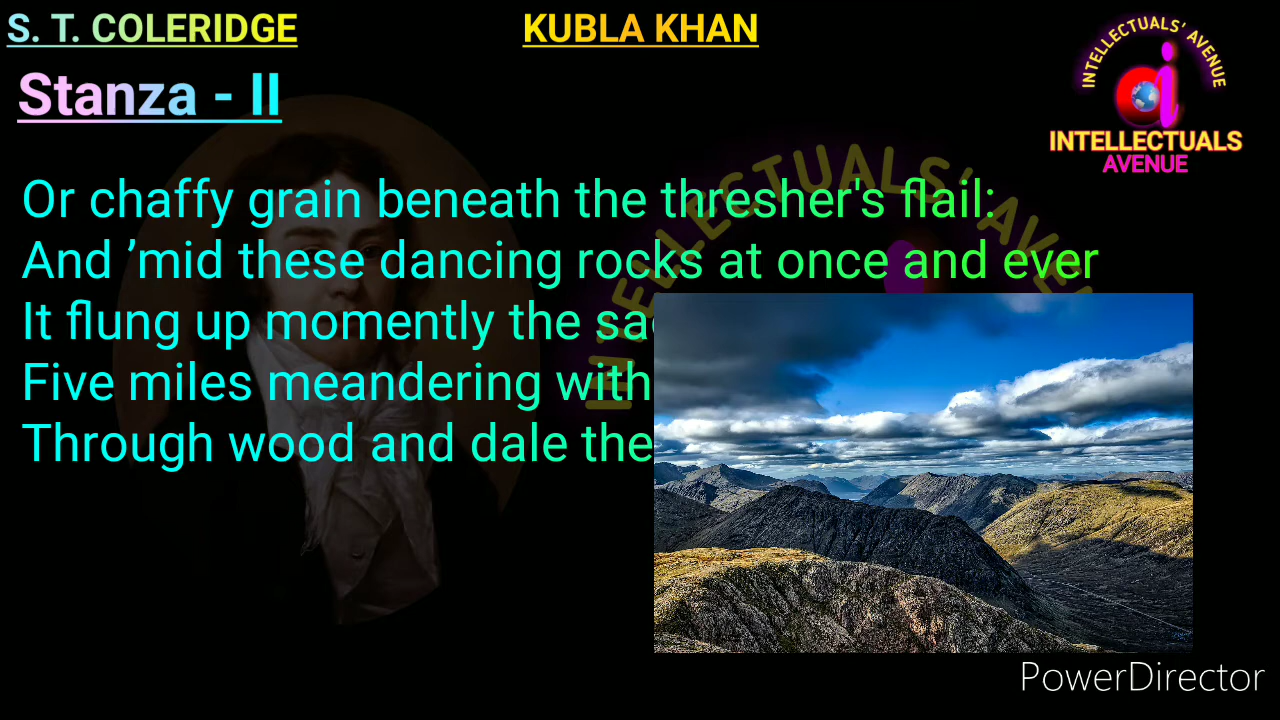 S. T. COLERIDGE
KUBLA KHAN
INTELLECTUALS' AVENUE
INTELLECTUALS
AVENUE
Stanza - II
Or chaffy grain beneath the thresher's flail:
And ’mid these dancing rocks at once and ever
It flung up momently the
Five miles meandering with
Through wood and dale the
INTELLECTUALS' AVENUE
PowerDirector